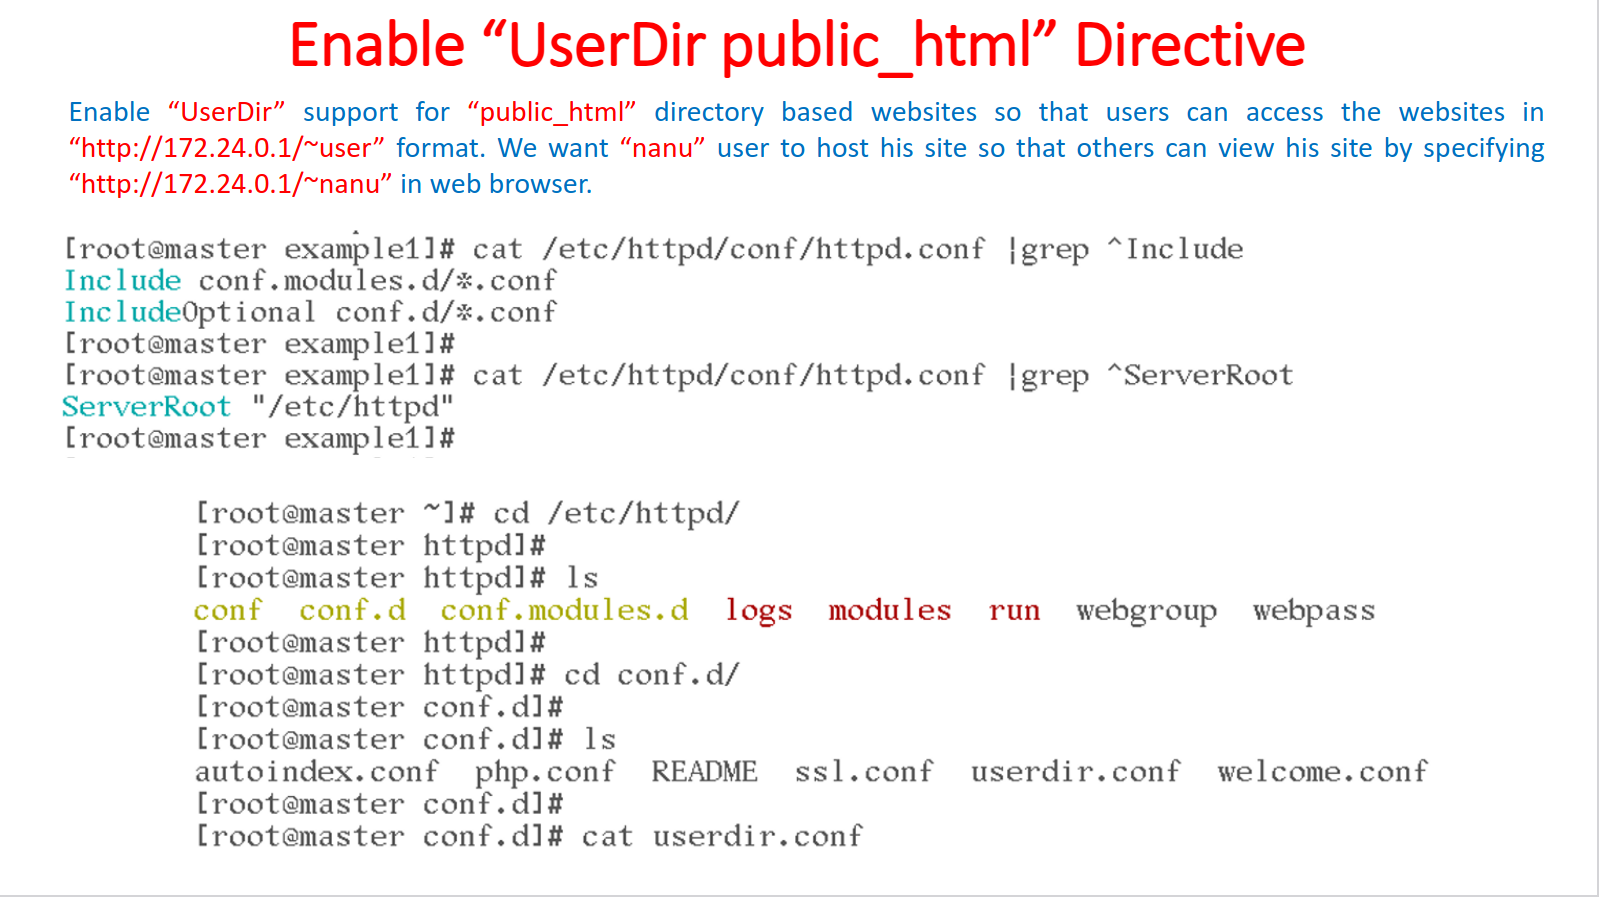 Enable “UserDir public_html” Directive
Enable “UserDir” support for “public_html” directory based websites so that users can access the websites in
“http://172.24.0.1/~user” format. We want “nanu” user to host his site so that others can view his site by specifying
“http://172.24.0.1/~nanu” in web browser.
[root@master example1]# cat /etc/httpd/conf/httpd.conf |grep ^Include
Include conf.modules.d/*.conf
IncludeOptional conf.d/*.conf
[root@master example1]#
[root@master example1]# cat /etc/httpd/conf/httpd.conf |grep ^ServerRoot
ServerRoot "/etc/httpd"
[root@master example1]#
[root@master ~]# cd /etc/httpd/
[root@master httpd]#
[root@master httpd]# ls
conf conf.d conf.modules.d logs modules run webgroup webpass
[root@master httpd]#
[root@master httpd]# cd conf.d/
[root@master conf.d]#
[root@master conf.d]# ls
autoindex.conf php.conf README ssl.conf userdir.conf welcome.conf
[root@master conf.d]#
[root@master conf.d]# cat userdir.conf